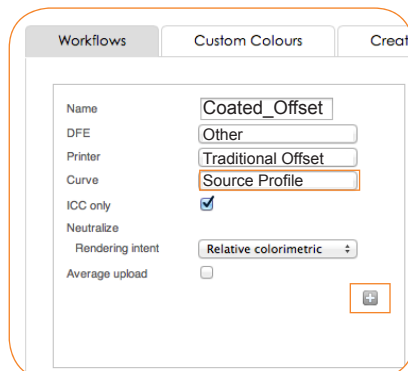 Workflows Custom Colours Creat
Name Coated_Offset
DFE Other
Printer Traditional Offset
Curve Source Profile
ICC only
Neutralize
Rendering intent Relative colorimetric
Average upload